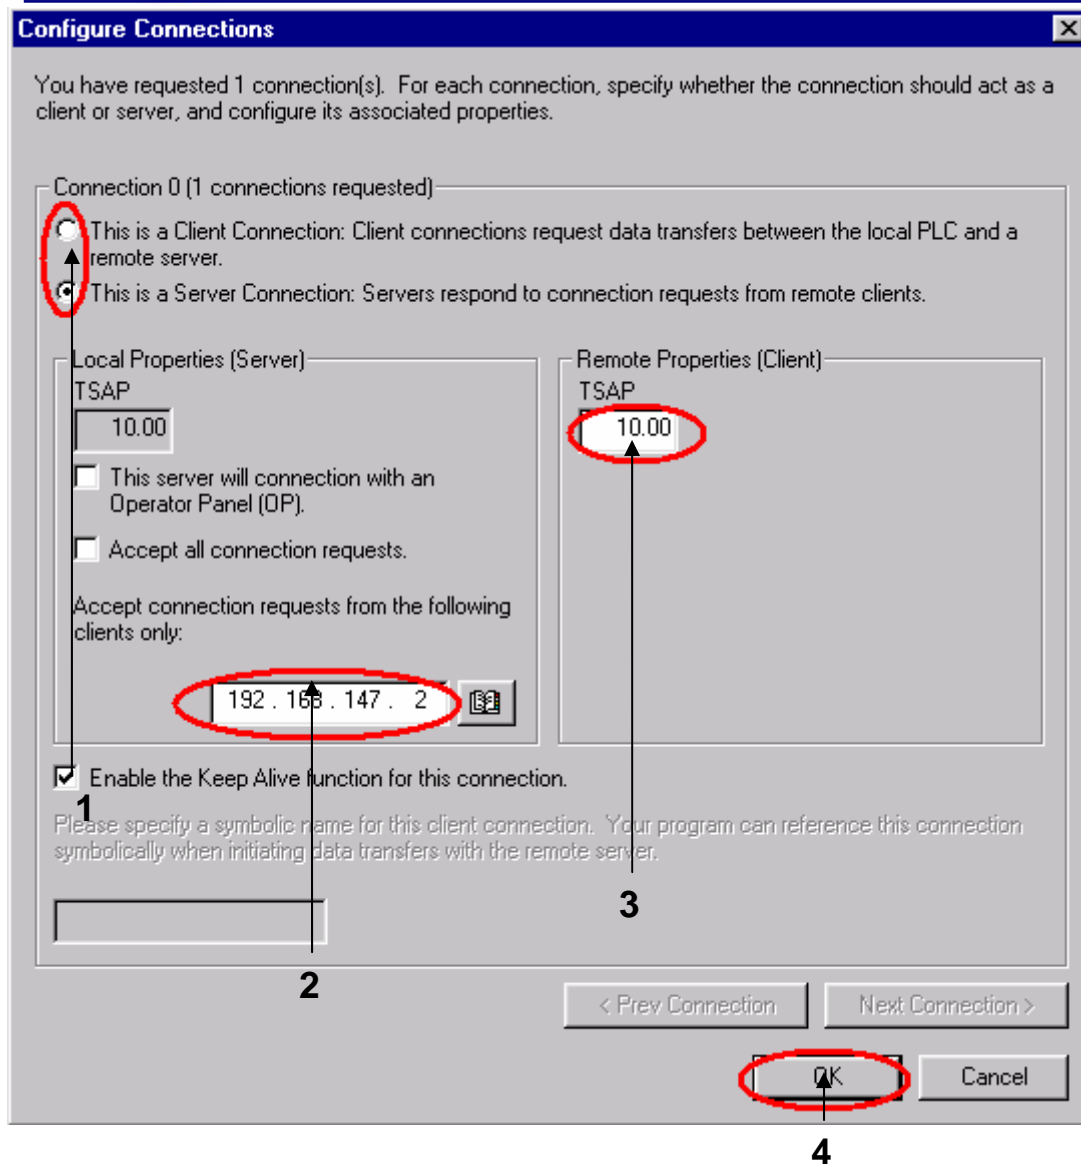 Configure Connections
You have requested 1 connection(s). For each connection, specify whether the connection should act as a
client or server, and configure its associated properties.
Connection 0 (1 connections requested)
This is a Client Connection: Client connections request data transfers between the local PLC and a
remote server.
This is a Server Connection: Servers respond to connection requests from remote clients.
Local Properties (Server)
TSAP
10.00
This server will connection with an
Operator Panel (OP).
Accept all connection requests.
Accept connection requests from the following
clients only:
192 . 168 . 147 . 2
Remote Properties (Client)
TSAP
10.00
Enable the Keep Alive function for this connection.
1
Please specify a symbolic name for this client connection. Your program can reference this connection
symbolically when initiating data transfers with the remote server.
3
2
< Prev Connection
Next Connection >
OK
Cancel
4